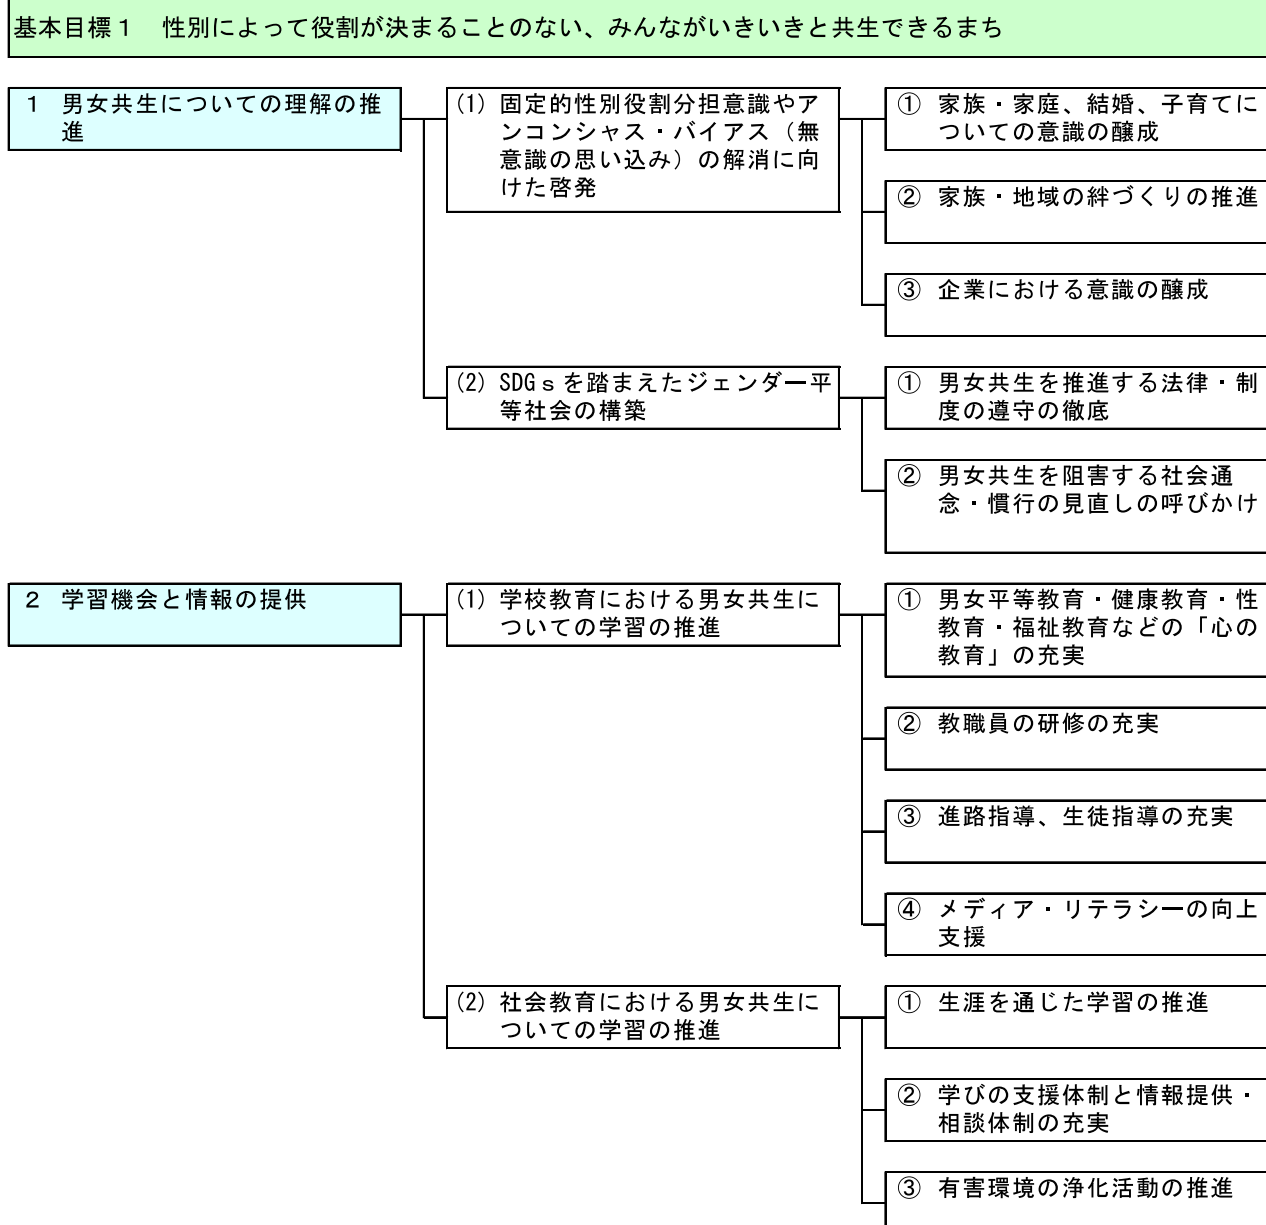 基本目標１　性別によって役割が決まることのない、みんながいきいきと共生できるまち
１　男女共生についての理解の推
進
(1) 固定的性別役割分担意識やア
ンコンシャス・バイアス（無
意識の思い込み）の解消に向
けた啓発
① 家族・家庭、結婚、子育てに
ついての意識の醸成
② 家族・地域の絆づくりの推進
③ 企業における意識の醸成
(2) SDGｓを踏まえたジェンダー平
等社会の構築
① 男女共生を推進する法律・制
度の遵守の徹底
② 男女共生を阻害する社会通
念・慣行の見直しの呼びかけ
２　学習機会と情報の提供
(1) 学校教育における男女共生に
ついての学習の推進
① 男女平等教育・健康教育・性
教育・福祉教育などの「心の
教育」の充実
② 教職員の研修の充実
③ 進路指導、生徒指導の充実
④ メディア・リテラシーの向上
支援
(2) 社会教育における男女共生に
ついての学習の推進
① 生涯を通じた学習の推進
② 学びの支援体制と情報提供・
相談体制の充実
③ 有害環境の浄化活動の推進